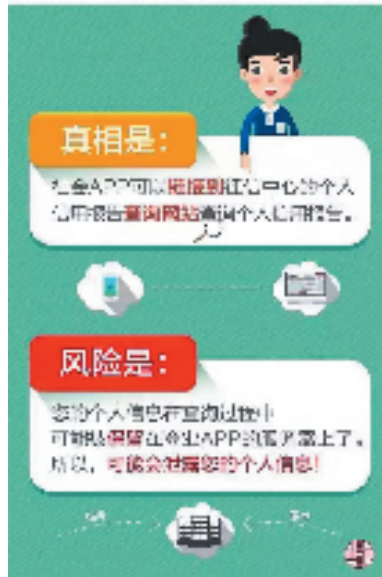 真相是：
社会APP可以链接到征信中心的个人
信用报告查询网站查询个人信用报告。
风险是：
您的个人信息在查询过程中
可能被保留在商业APP的服务器上了。
所以，可能会泄露您的个人信息！